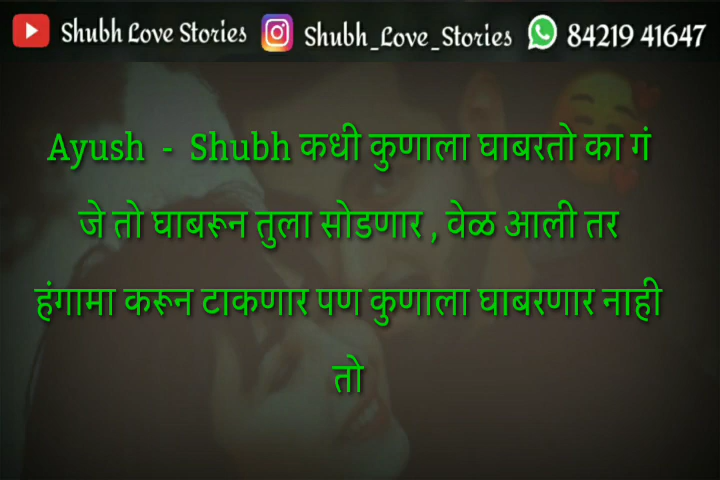 Shubh Love Stories Shubh_Love_Stories 84219 41647
Ayush - Shubh कधी कुणाला घाबरतो का गं
जे तो घाबरून तुला सोडणार , वेळ आली तर
हंगामा करून टाकणार पण कुणाला घाबरणार नाही
तो